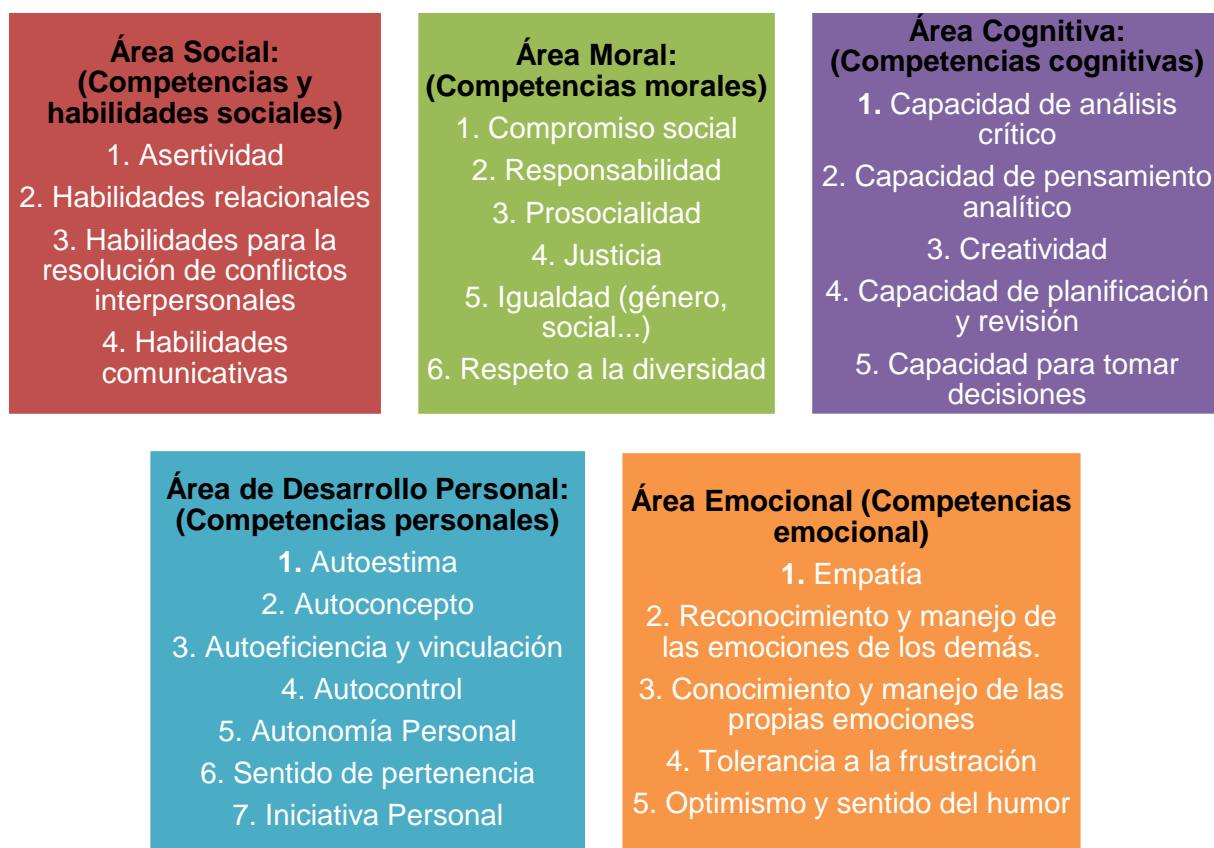 Área Social:
(Competencias y
habilidades sociales)
1. Asertividad
2. Habilidades relacionales
3. Habilidades para la
resolución de conflictos
interpersonales
4. Habilidades
comunicativas
Área Moral:
(Competencias morales)
1. Compromiso social
2. Responsabilidad
3. Prosocialidad
4. Justicia
5. Igualdad (género,
social...)
6. Respeto a la diversidad
Área Cognitiva:
(Competencias cognitivas)
1. Capacidad de análisis
crítico
2. Capacidad de pensamiento
analítico
3. Creatividad
4. Capacidad de planificación
y revisión
5. Capacidad para tomar
decisiones
Área de Desarrollo Personal:
(Competencias personales)
1. Autoestima
2. Autoconcepto
3. Autoeficiencia y vinculación
4. Autocontrol
5. Autonomía Personal
6. Sentido de pertenencia
7. Iniciativa Personal
Área Emocional (Competencias
emocional)
1. Empatía
2. Reconocimiento y manejo de
las emociones de los demás.
3. Conocimiento y manejo de las
propias emociones
4. Tolerancia a la frustración
5. Optimismo y sentido del humor